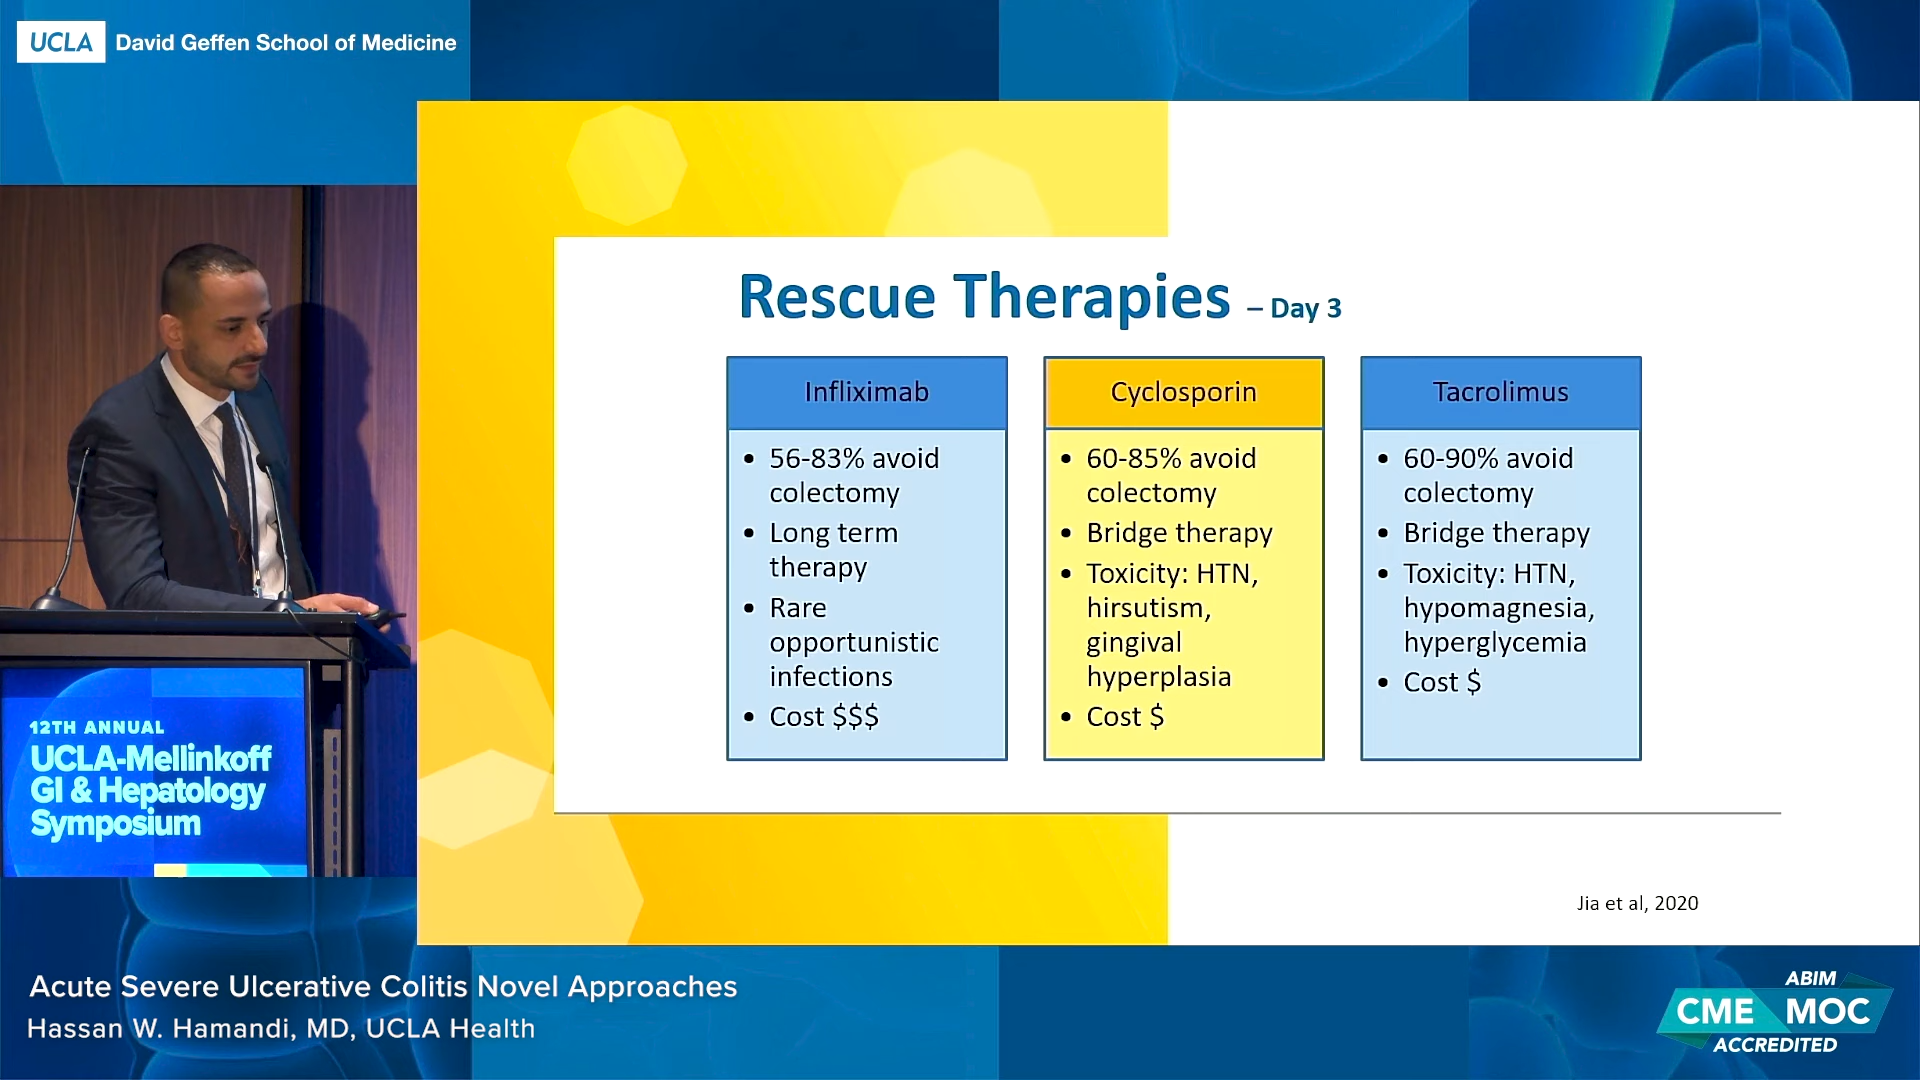 UCLA David Geffen School of Medicine
Rescue Therapies – Day 3
Infliximab
• 56-83% avoid
colectomy
• Long term
therapy
• Rare
opportunistic
infections
• Cost $$$
Cyclosporin
• 60-85% avoid
colectomy
• Bridge therapy
• Toxicity: HTN,
hirsutism,
gingival
hyperplasia
• Cost $
Tacrolimus
• 60-90% avoid
colectomy
• Bridge therapy
• Toxicity: HTN,
hypomagnesia,
hyperglycemia
• Cost $
Jia et al, 2020
12TH ANNUAL
UCLA-Mellinkoff
GI & Hepatology
Symposium
Acute Severe Ulcerative Colitis Novel Approaches
Hassan W. Hamandi, MD, UCLA Health
ABIM
CME MOC
ACCREDITED